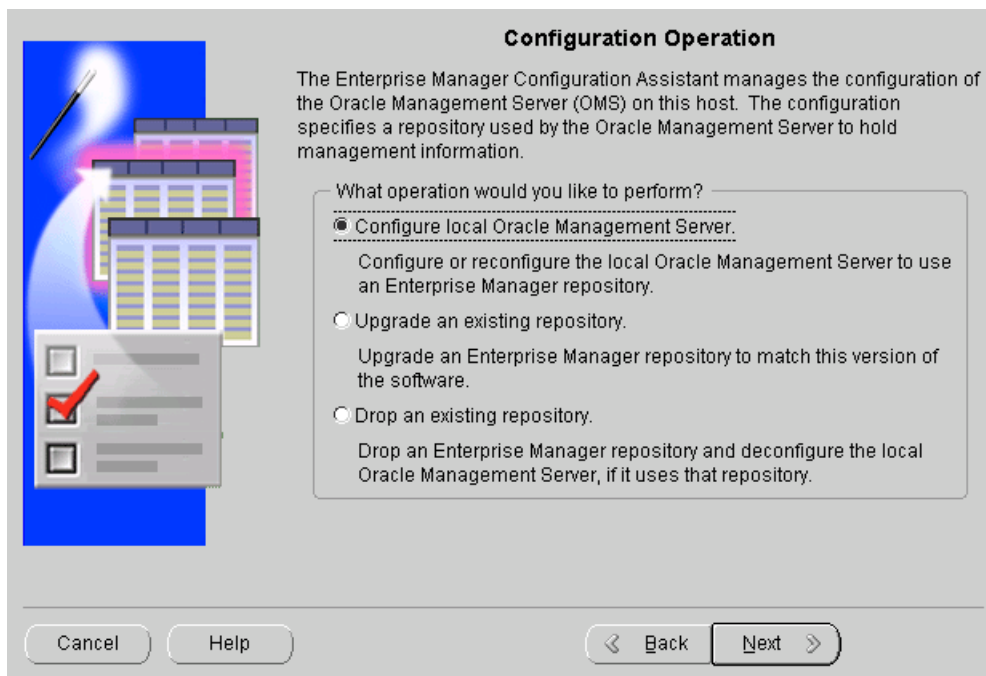 Configuration Operation
The Enterprise Manager Configuration Assistant manages the configuration of
the Oracle Management Server (OMS) on this host. The configuration
specifies a repository used by the Oracle Management Server to hold
management information.
What operation would you like to perform?
Configure local Oracle Management Server.
Configure or reconfigure the local Oracle Management Server to use
an Enterprise Manager repository.
Upgrade an existing repository.
Upgrade an Enterprise Manager repository to match this version of
the software.
Drop an existing repository.
Drop an Enterprise Manager repository and deconfigure the local
Oracle Management Server, if it uses that repository.
Cancel Help Back Next